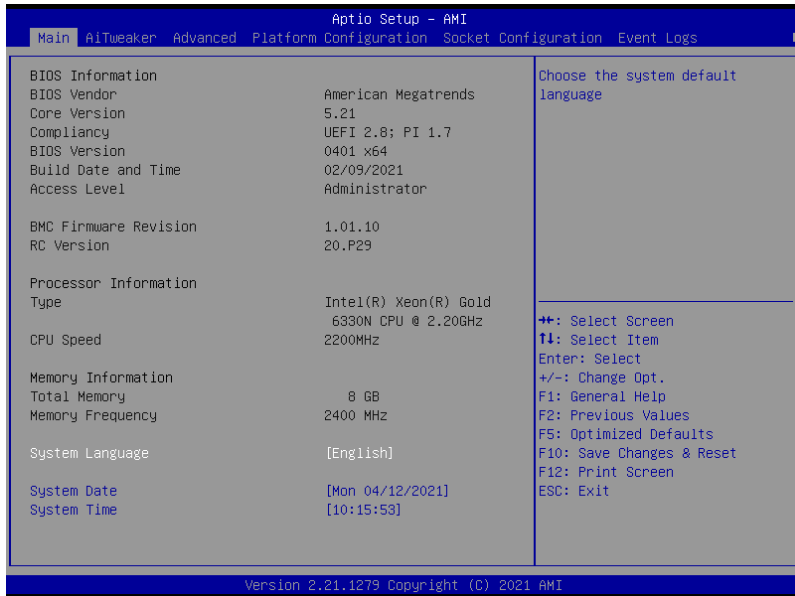 Aptio Setup – AMI
Main AiTweaker Advanced Platform Configuration Socket Configuration Event Logs
BIOS Information
BIOS Vendor American Megatrends
Core Version 5.21
Compliancy UEFI 2.8; PI 1.7
BIOS Version 0401 x64
Build Date and Time 02/09/2021
Access Level Administrator
BMC Firmware Revision 1.01.10
RC Version 20.P29
Processor Information
Type Intel(R) Xeon(R) Gold
6330N CPU @ 2.20GHz
CPU Speed 2200MHz
Memory Information
Total Memory 8 GB
Memory Frequency 2400 MHz
System Language [English]
System Date [Mon 04/12/2021]
System Time [10:15:53]
Choose the system default
language
→←: Select Screen
↑↓: Select Item
Enter: Select
+/-: Change Opt.
F1: General Help
F2: Previous Values
F5: Optimized Defaults
F10: Save Changes & Reset
F12: Print Screen
ESC: Exit
Version 2.21.1279 Copyright (C) 2021 AMI